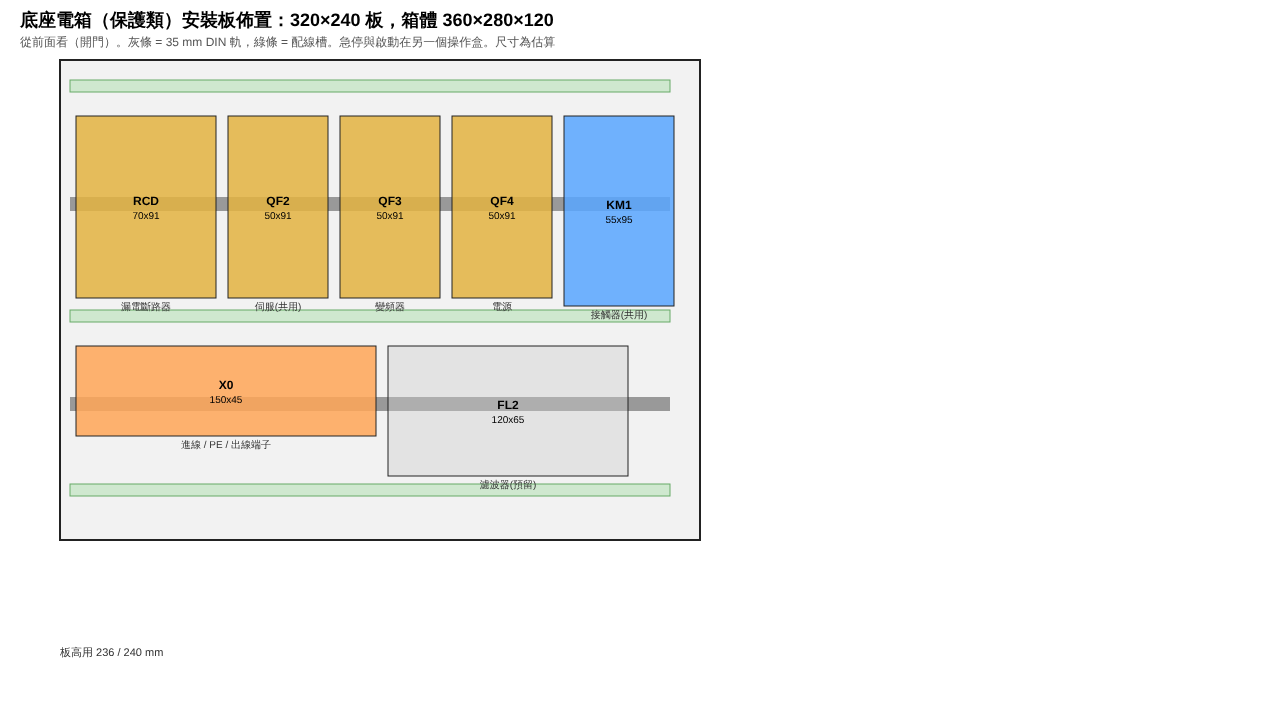 底座電箱（保護類）安裝板佈置：320×240 板，箱體 360×280×120
從前面看（開門）。灰條 = 35 mm DIN 軌，綠條 = 配線槽。急停與啟動在另一個操作盒。尺寸為估算
RCD
70x91
漏電斷路器
QF2
50x91
伺服(共用)
QF3
50x91
變頻器
QF4
50x91
電源
KM1
55x95
接觸器(共用)
X0
150x45
進線 / PE / 出線端子
FL2
120x65
濾波器(預留)
板高用 236 / 240 mm